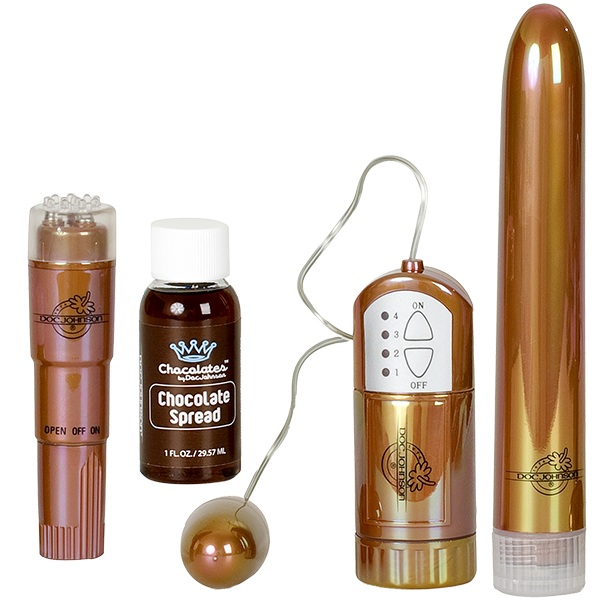 DOC JOHNSON
®
OPEN OFF ON
Chocolates™
by Doc Johnson
Chocolate
Spread
1 FL.OZ. / 29.57 ML
ON
4
3
2
1
OFF
DOC JOHNSON
®
DOC JOHNSON
®